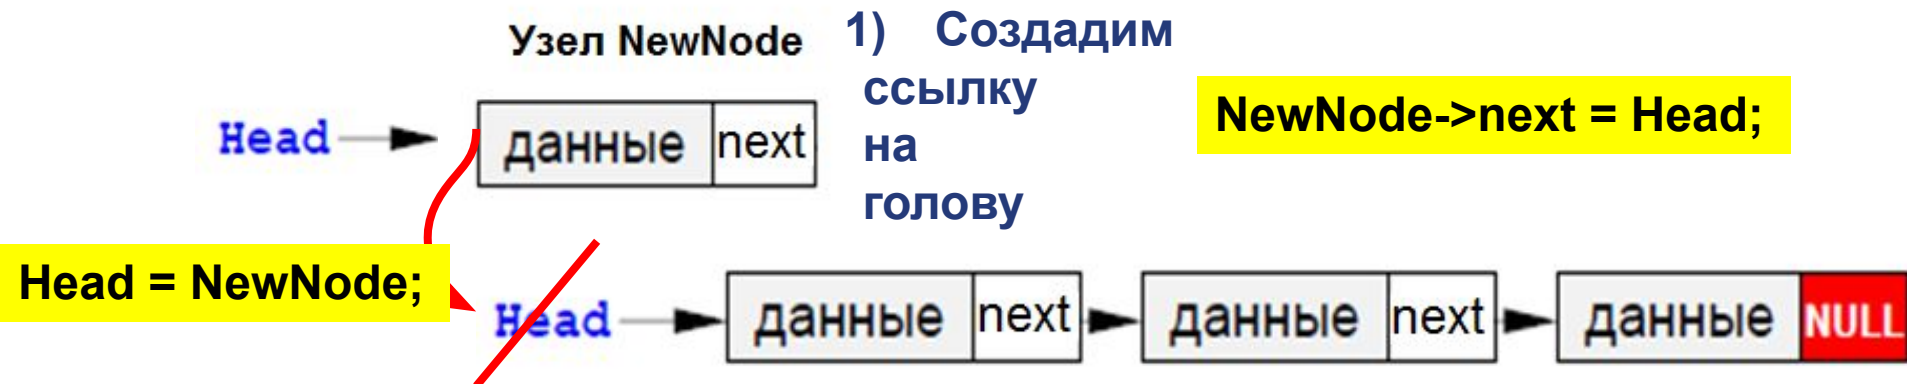 Узел NewNode
1) Создадим
ссылку
на
голову
NewNode->next = Head;
Head
данные next
Head = NewNode;
Head
данные next
данные next
данные NULL